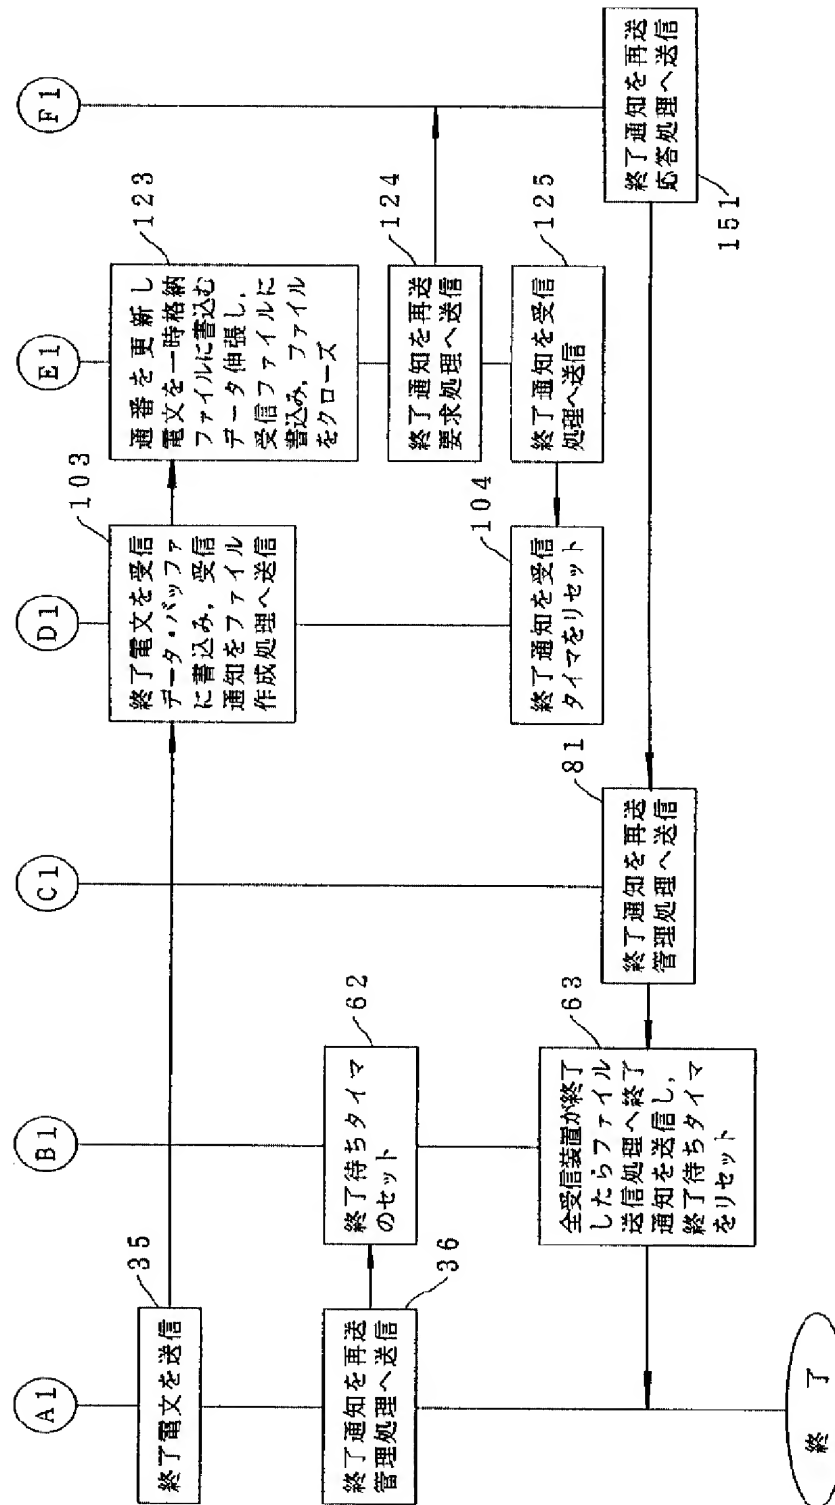 A1
B1
C1
D1
E1
F1
35
終了電文を送信
36
終了通知を再送
管理処理へ送信
62
終了待ちタイマ
のセット
63
全受信装置が終了
したらファイル
送信処理へ終了
通知を送信し,
終了待ちタイマ
をリセット
81
終了通知を再送
管理処理へ送信
103
終了電文を受信
データ・バッファ
に書込み, 受信
通知をファイル
作成処理へ送信
104
終了通知を受信
タイマをリセット
123
通番を更新し
電文を一時格納
ファイルに書込む
データ伸張し,
受信ファイルに
書込み, ファイル
をクローズ
124
終了通知を再送
要求処理へ送信
125
終了通知を受信
処理へ送信
151
終了通知を再送
応答処理へ送信
終 了